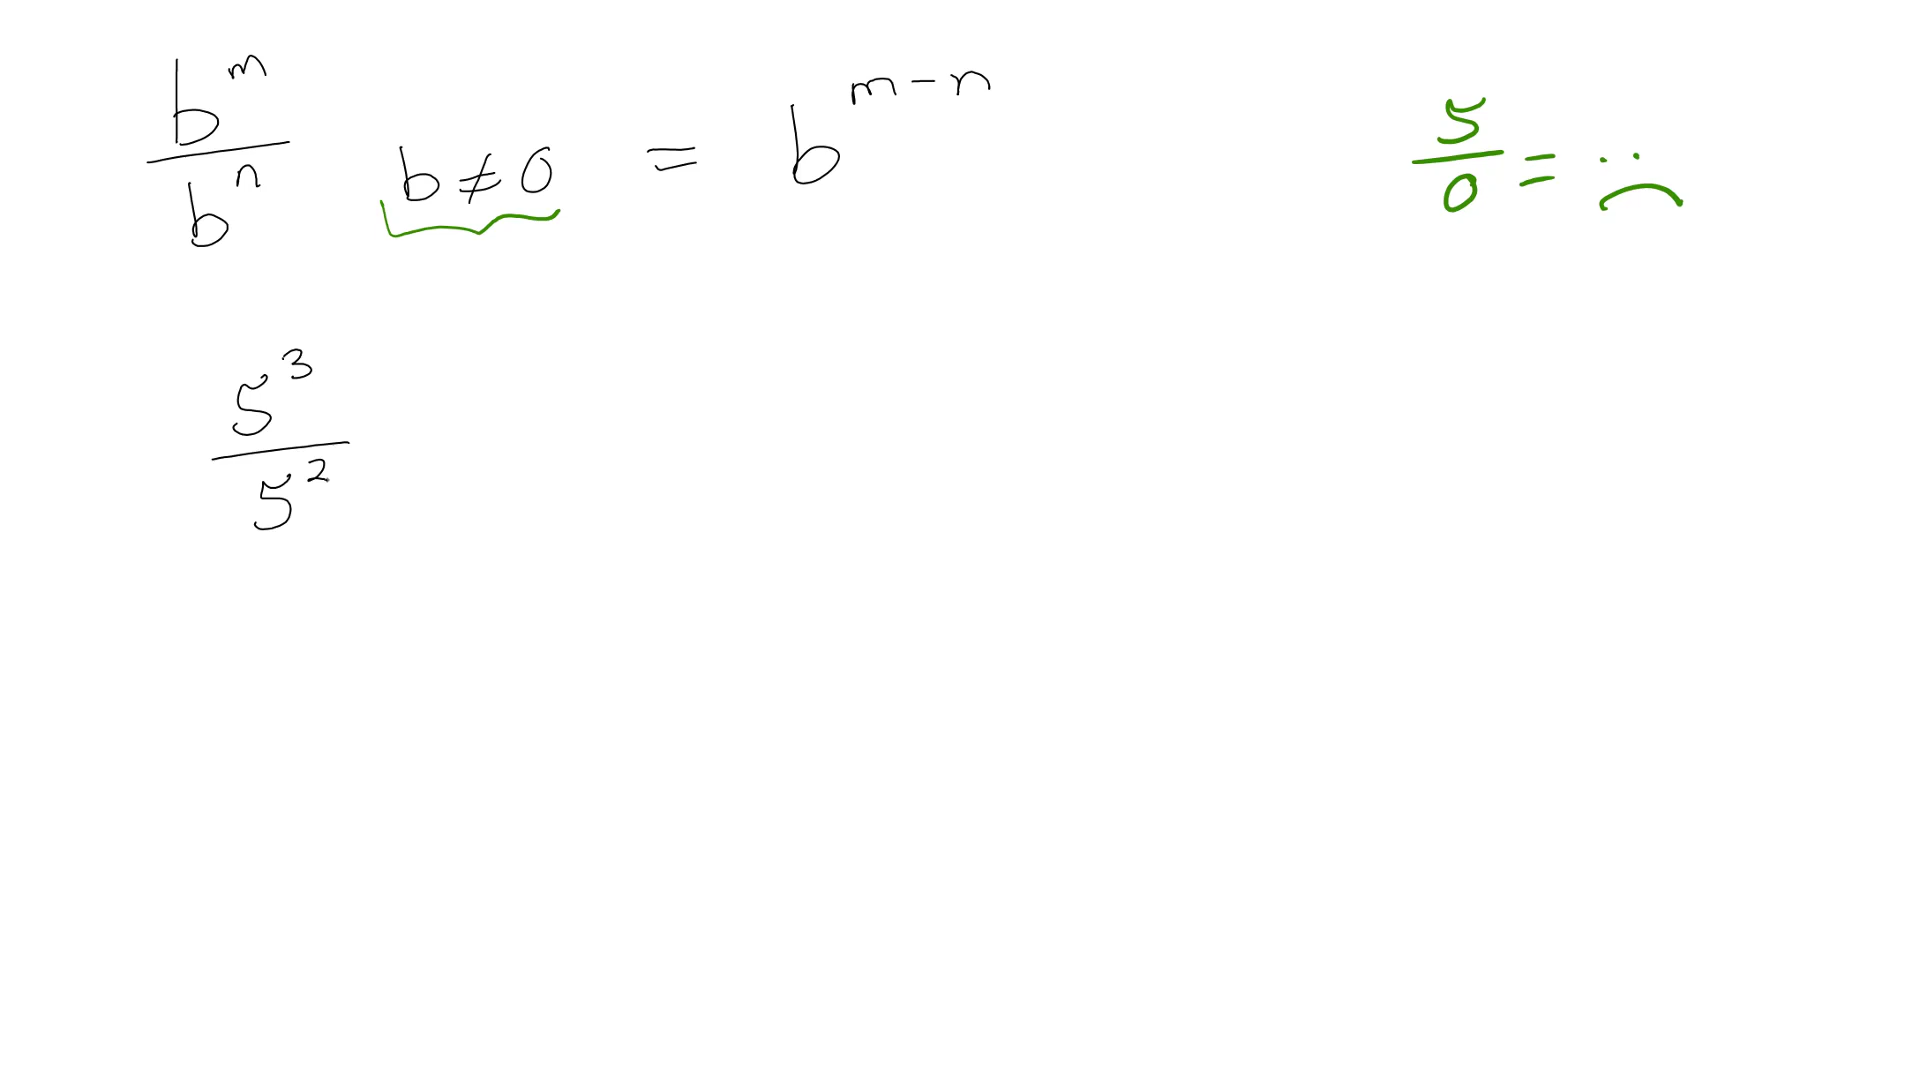 b^m / b^n b ≠ 0 = b^{m-n}
5/0 = ☹
5^3 / 5^2